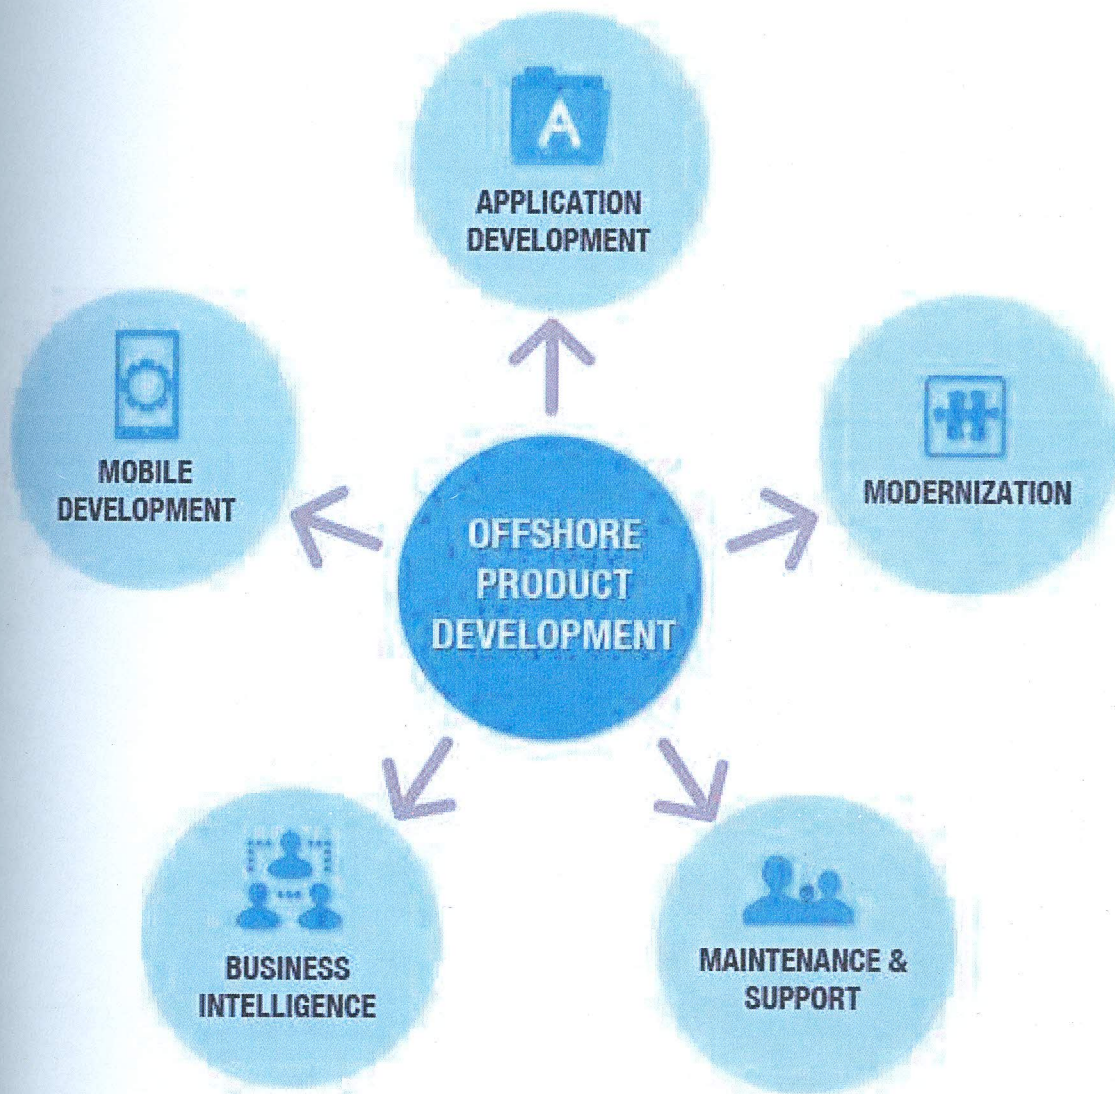 A
APPLICATION
DEVELOPMENT
MOBILE
DEVELOPMENT
MODERNIZATION
OFFSHORE
PRODUCT
DEVELOPMENT
BUSINESS
INTELLIGENCE
MAINTENANCE &
SUPPORT